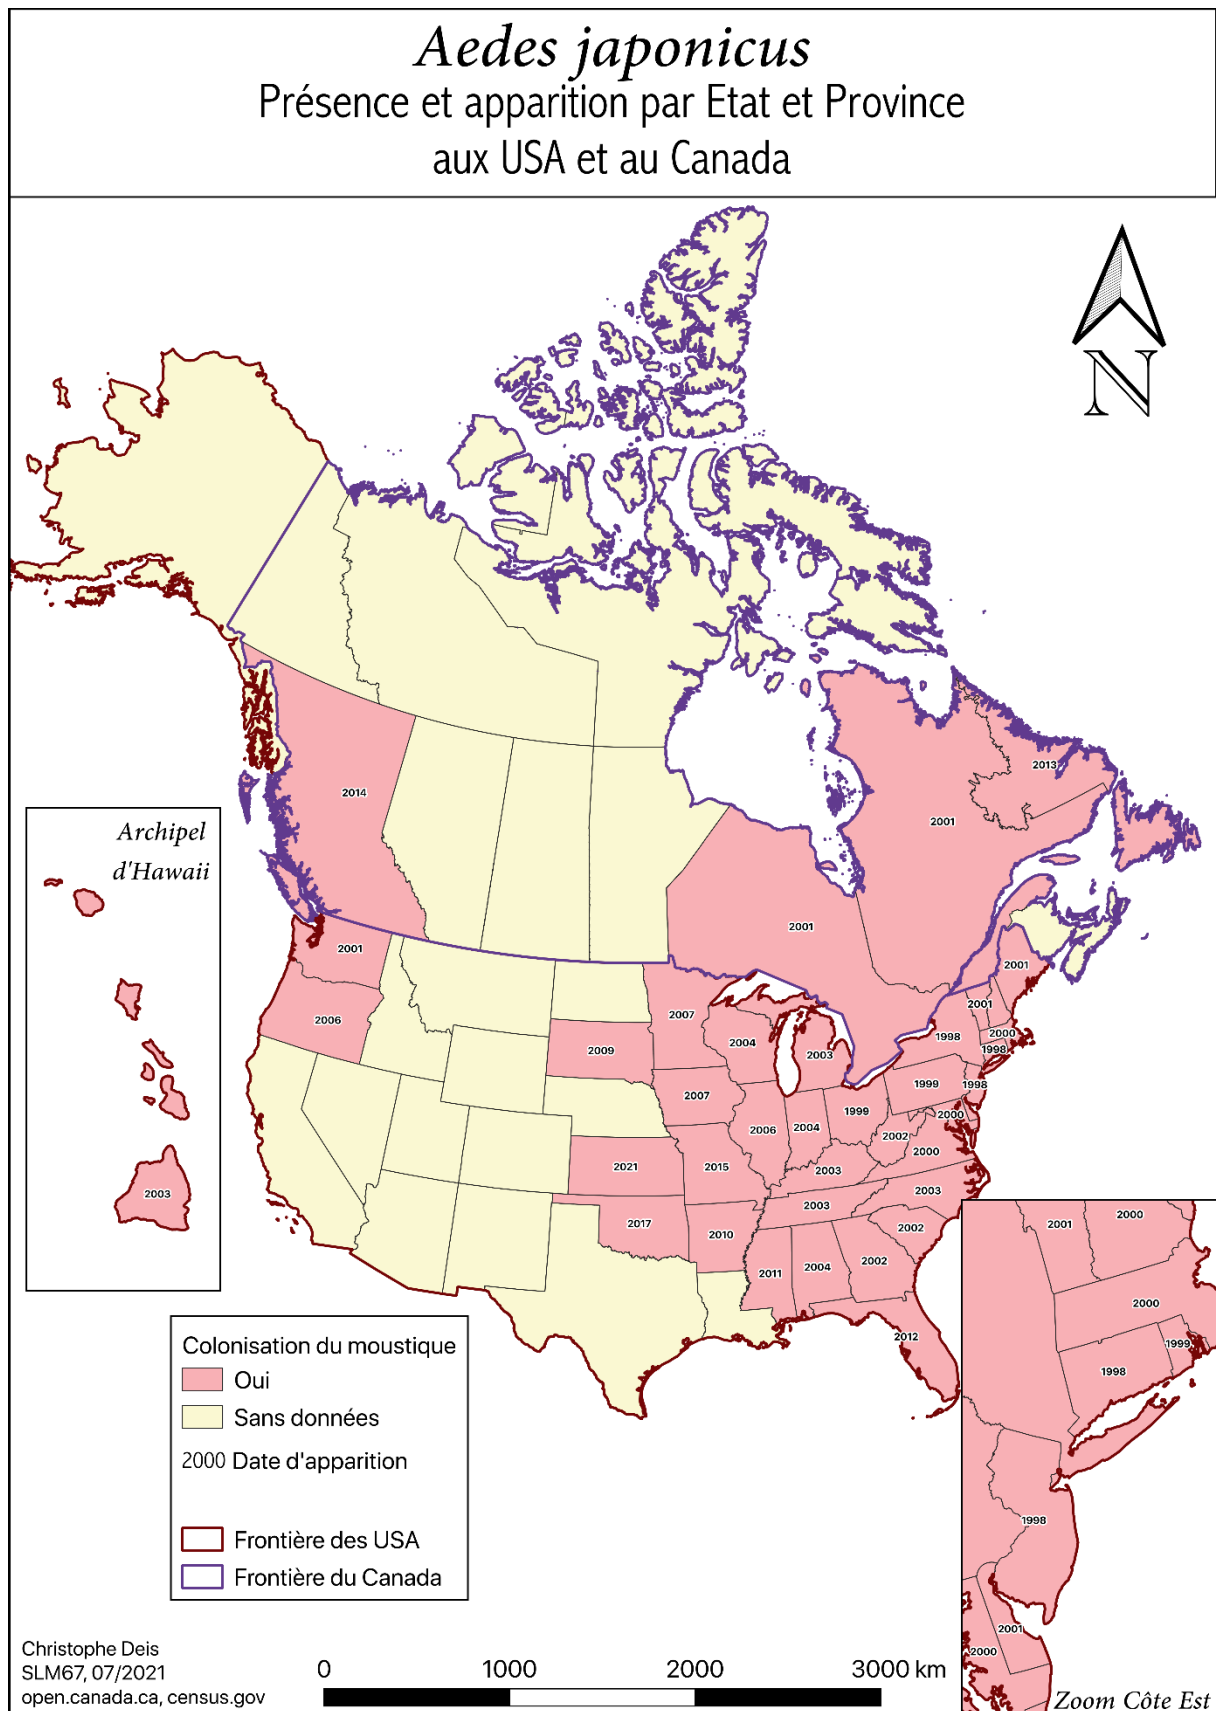 Aedes japonicus
Présence et apparition par Etat et Province
aux USA et au Canada
N
2013
2014
2001
Archipel
d'Hawaii
2001
2001
2001
2006
2007
2001
2004
2009
2003
1998
2000
1998
2007
1999
1998
1999
2000
2006
2004
2002
2000
2021
2015
2003
2003
2003
2003
2017
2010
2002
2011
2004
2002
2012
2001
2000
2000
1999
1998
1998
2001
2000
Zoom Côte Est
Colonisation du moustique
Oui
Sans données
2000 Date d'apparition
Frontière des USA
Frontière du Canada
Christophe Deis
SLM67, 07/2021
open.canada.ca, census.gov
0 1000 2000 3000 km